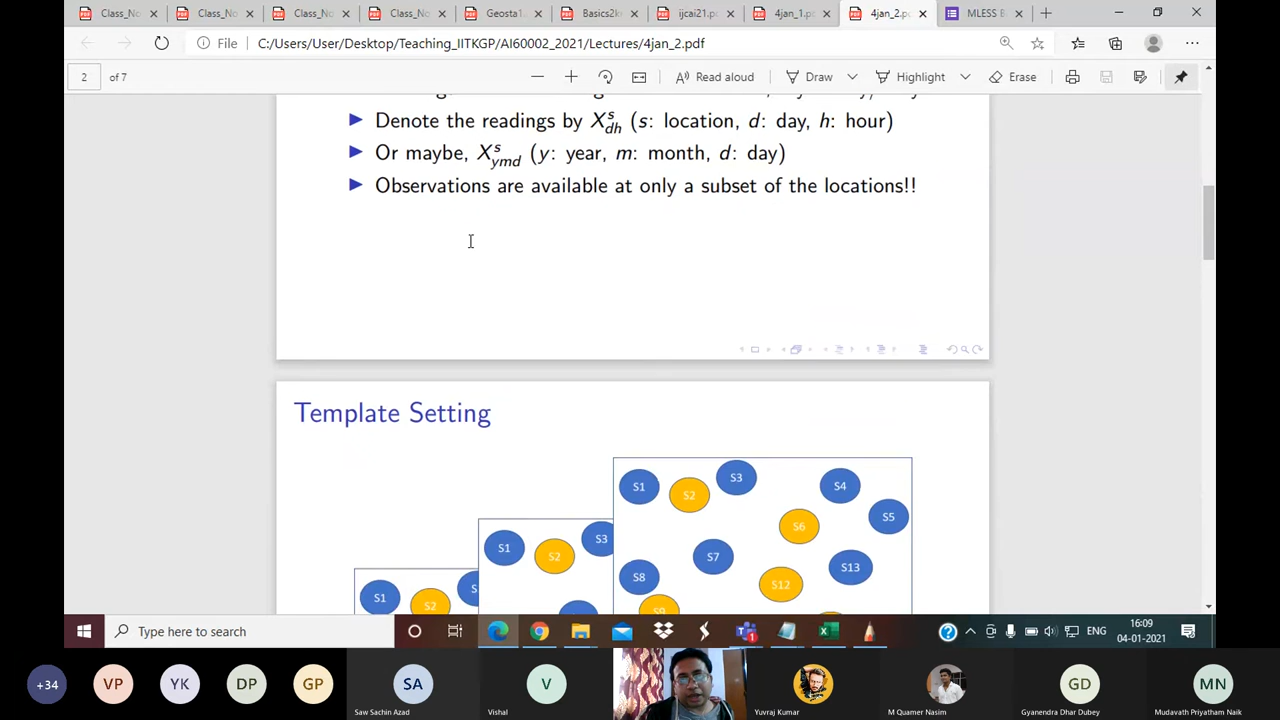 Class_No
Class_No
Class_No
Class_No
Geosta1
Basics2k
ijcai21.p
4jan_1.p
4jan_2.p
MLESS B
File
C:/Users/User/Desktop/Teaching_IITKGP/AI60002_2021/Lectures/4jan_2.pdf
2 of 7
Read aloud
Draw
Highlight
Erase
Denote the readings by X^s_dh (s: location, d: day, h: hour)
Or maybe, X^s_ymd (y: year, m: month, d: day)
Observations are available at only a subset of the locations!!
Template Setting
S1 S2 S3 S4
S5
S6
S7
S8
S13
S12
S9
S1 S2 S3
S1 S2 S
Type here to search
ENG
16:09
04-01-2021
1
+34 VP YK DP GP SA V GD MN
Saw Sachin Azad
Vishal
Yuvraj Kumar
M Quamer Nasim
Gyanendra Dhar Dubey
Mudavath Priyatham Naik